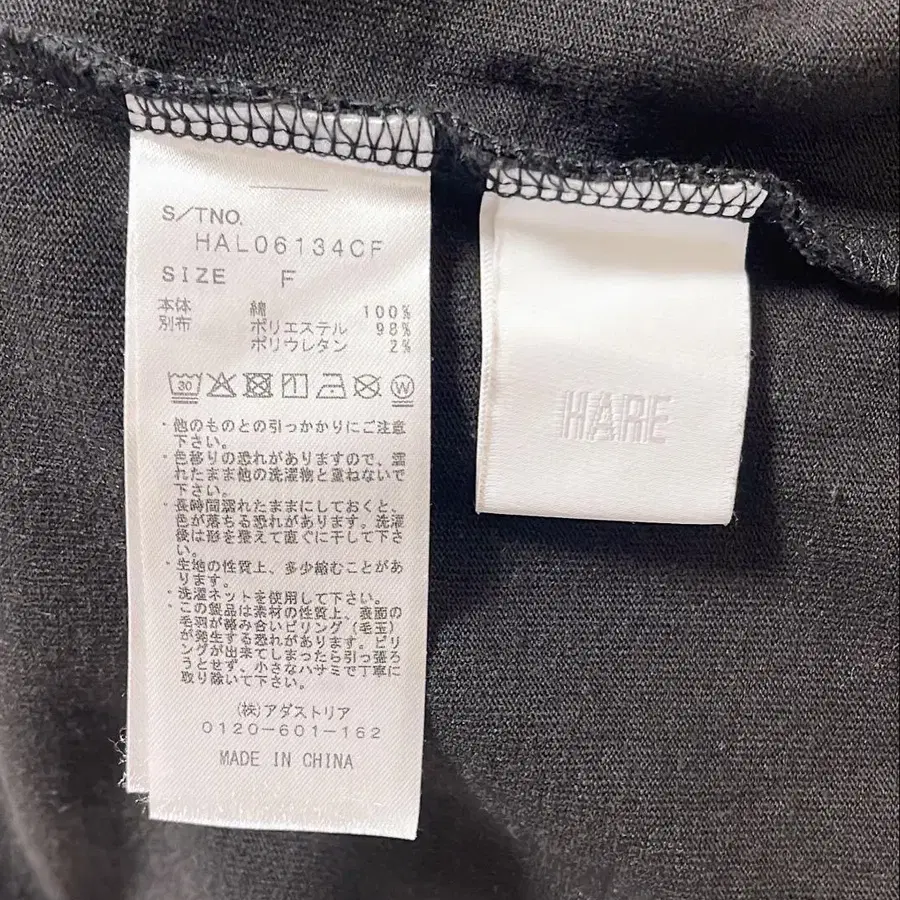 S/TNO.
HAL06134CF
SIZE F
本体 綿 100%
別布 ポリエステル 98%
ポリウレタン 2%
30
W
・他のものとの引っかかりにご注意
下さい。
・色移りの恐れがありますので、濡
れたまま他の洗濯物と重ねないで
下さい。
・長時間濡れたままにしておくと、
色が落ちる恐れがあります。洗濯
後は形を整えて直ぐに干して下さ
い。
・生地の性質上、多少縮むことがあ
ります。
・洗濯ネットを使用して下さい。
・この製品は素材の性質上、表面の
毛羽が絡み合いピリング(毛玉)
が発生する恐れがあります。ピリ
ングが出来てしまったら引っ張ろ
うとせず、小さなハサミで丁寧に
取り除いて下さい。
(株)アダストリア
0120-601-162
MADE IN CHINA
HARE